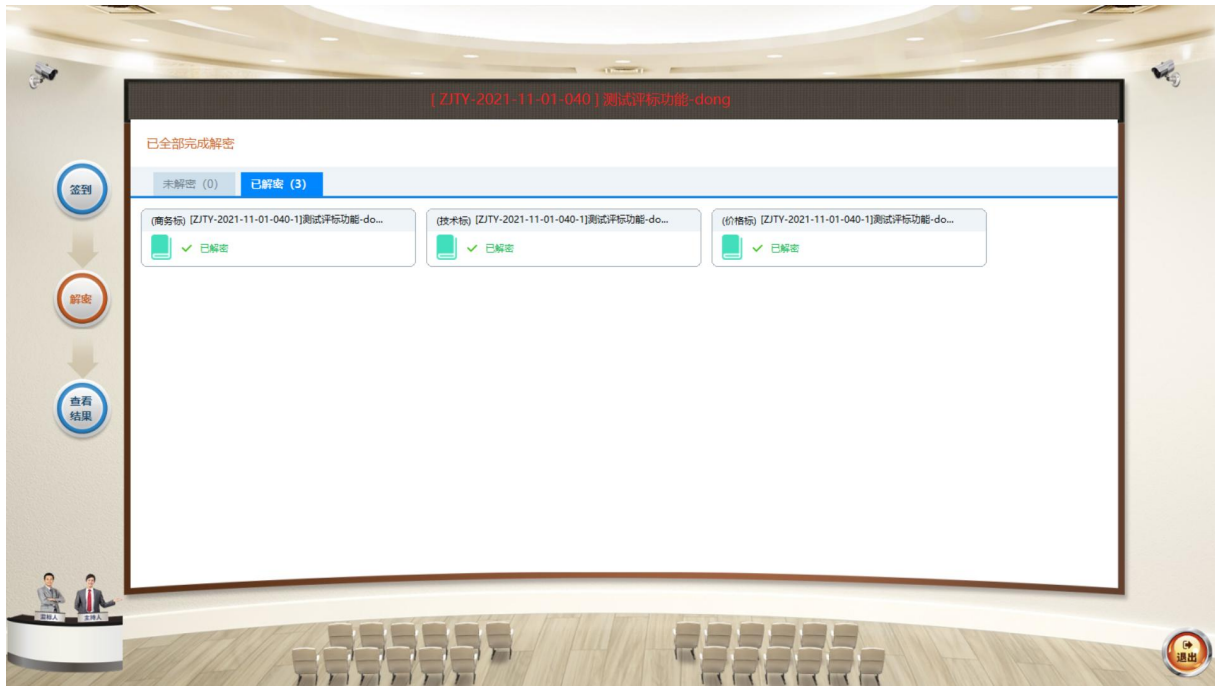 [ ZJTY-2021-11-01-040 ] 测试评标功能-dong
已全部完成解密
未解密 (0)
已解密 (3)
(商务标) [ZJTY-2021-11-01-040-1]测试评标功能-do...
已解密
(技术标) [ZJTY-2021-11-01-040-1]测试评标功能-do...
已解密
(价格标) [ZJTY-2021-11-01-040-1]测试评标功能-do...
已解密
签到
解密
查看
结果
主持人
退出